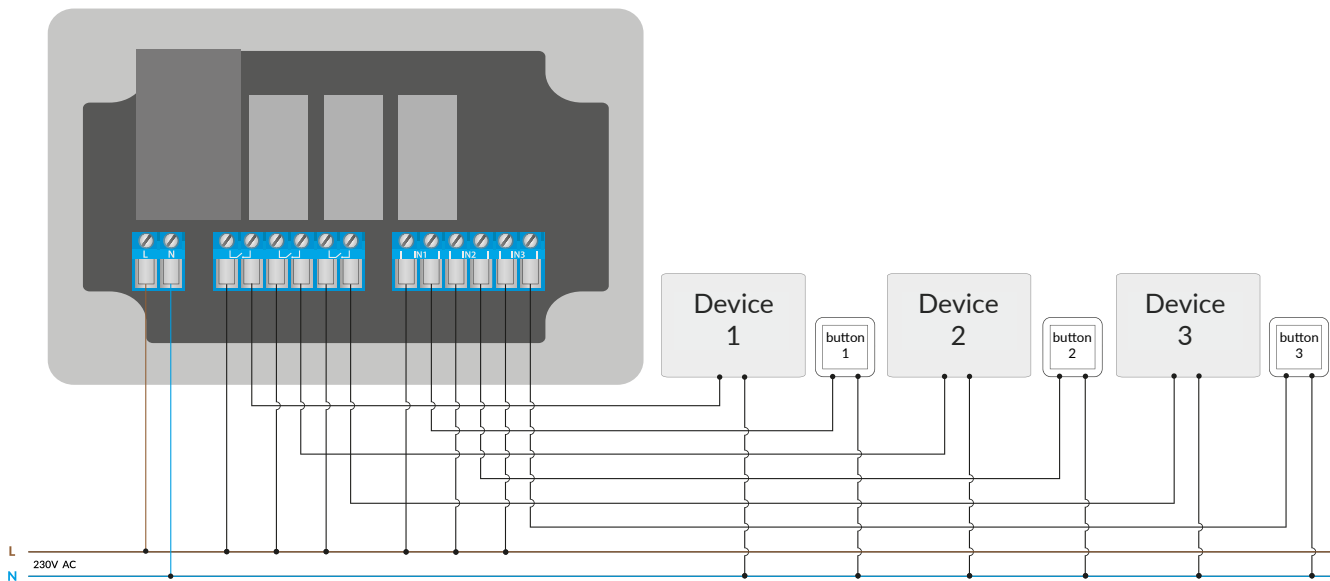 L N IN1 IN2 IN3
Device
1
button
1
Device
2
button
2
Device
3
button
3
L
230V AC
N